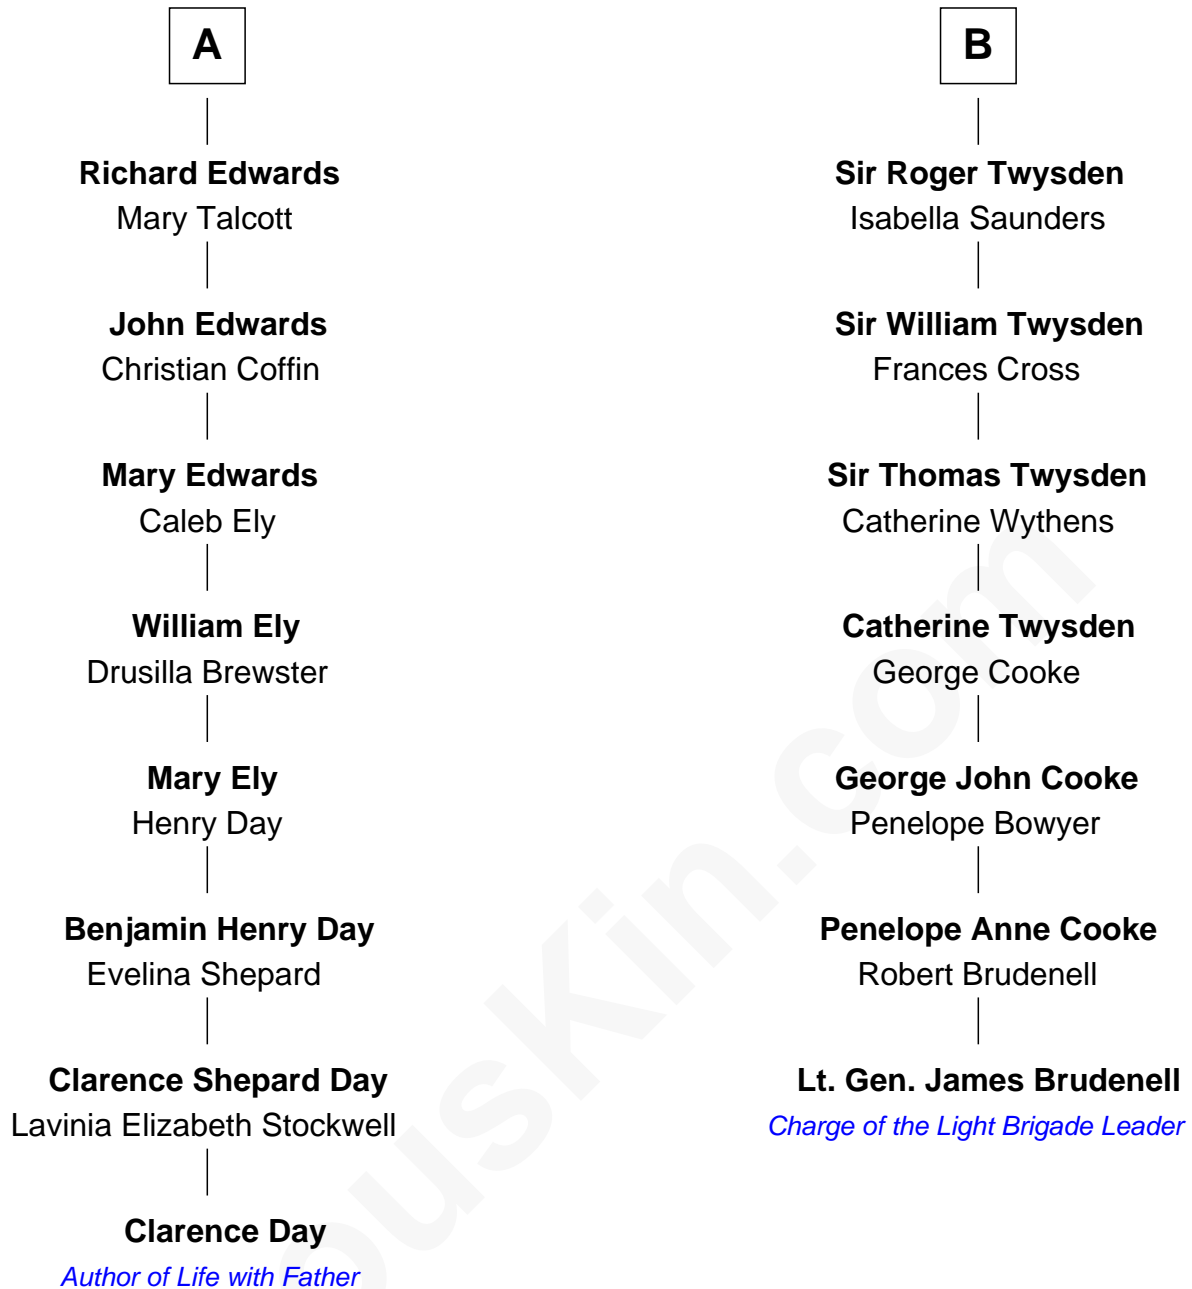 A
Richard Edwards
Mary Talcott
John Edwards
Christian Coffin
Mary Edwards
Caleb Ely
William Ely
Drusilla Brewster
Mary Ely
Henry Day
Benjamin Henry Day
Evelina Shepard
Clarence Shepard Day
Lavinia Elizabeth Stockwell
Clarence Day
Author of Life with Father
B
Sir Roger Twysden
Isabella Saunders
Sir William Twysden
Frances Cross
Sir Thomas Twysden
Catherine Wythens
Catherine Twysden
George Cooke
George John Cooke
Penelope Bowyer
Penelope Anne Cooke
Robert Brudenell
Lt. Gen. James Brudenell
Charge of the Light Brigade Leader
ousKin.com